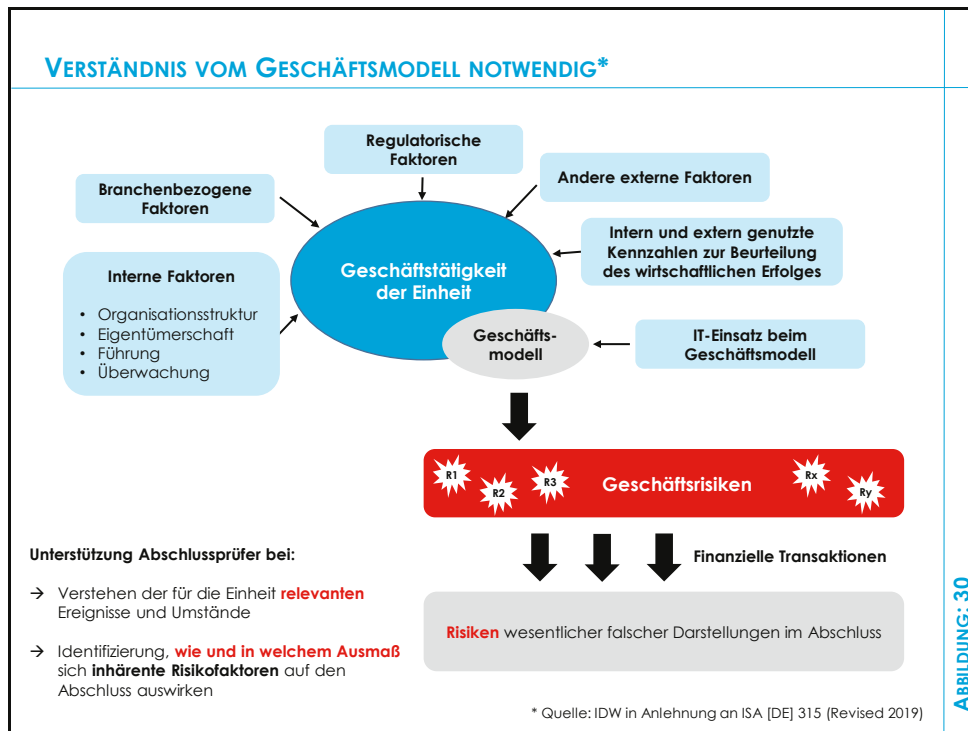 VERSTÄNDNIS VOM GESCHÄFTSMODELL NOTWENDIG*
Regulatorische
Faktoren
Branchenbezogene
Faktoren
Andere externe Faktoren
Interne Faktoren
• Organisationsstruktur
• Eigentümerschaft
• Führung
• Überwachung
Geschäftstätigkeit
der Einheit
Intern und extern genutzte
Kennzahlen zur Beurteilung
des wirtschaftlichen Erfolges
Geschäfts-
modell
IT-Einsatz beim
Geschäftsmodell
R1
R2
R3
Geschäftsrisiken
Rx
Ry
Finanzielle Transaktionen
Risiken wesentlicher falscher Darstellungen im Abschluss
Unterstützung Abschlussprüfer bei:
→ Verstehen der für die Einheit relevanten
Ereignisse und Umstände
→ Identifizierung, wie und in welchem Ausmaß
sich inhärente Risikofaktoren auf den
Abschluss auswirken
* Quelle: IDW in Anlehnung an ISA [DE] 315 (Revised 2019)
ABBILDUNG: 30